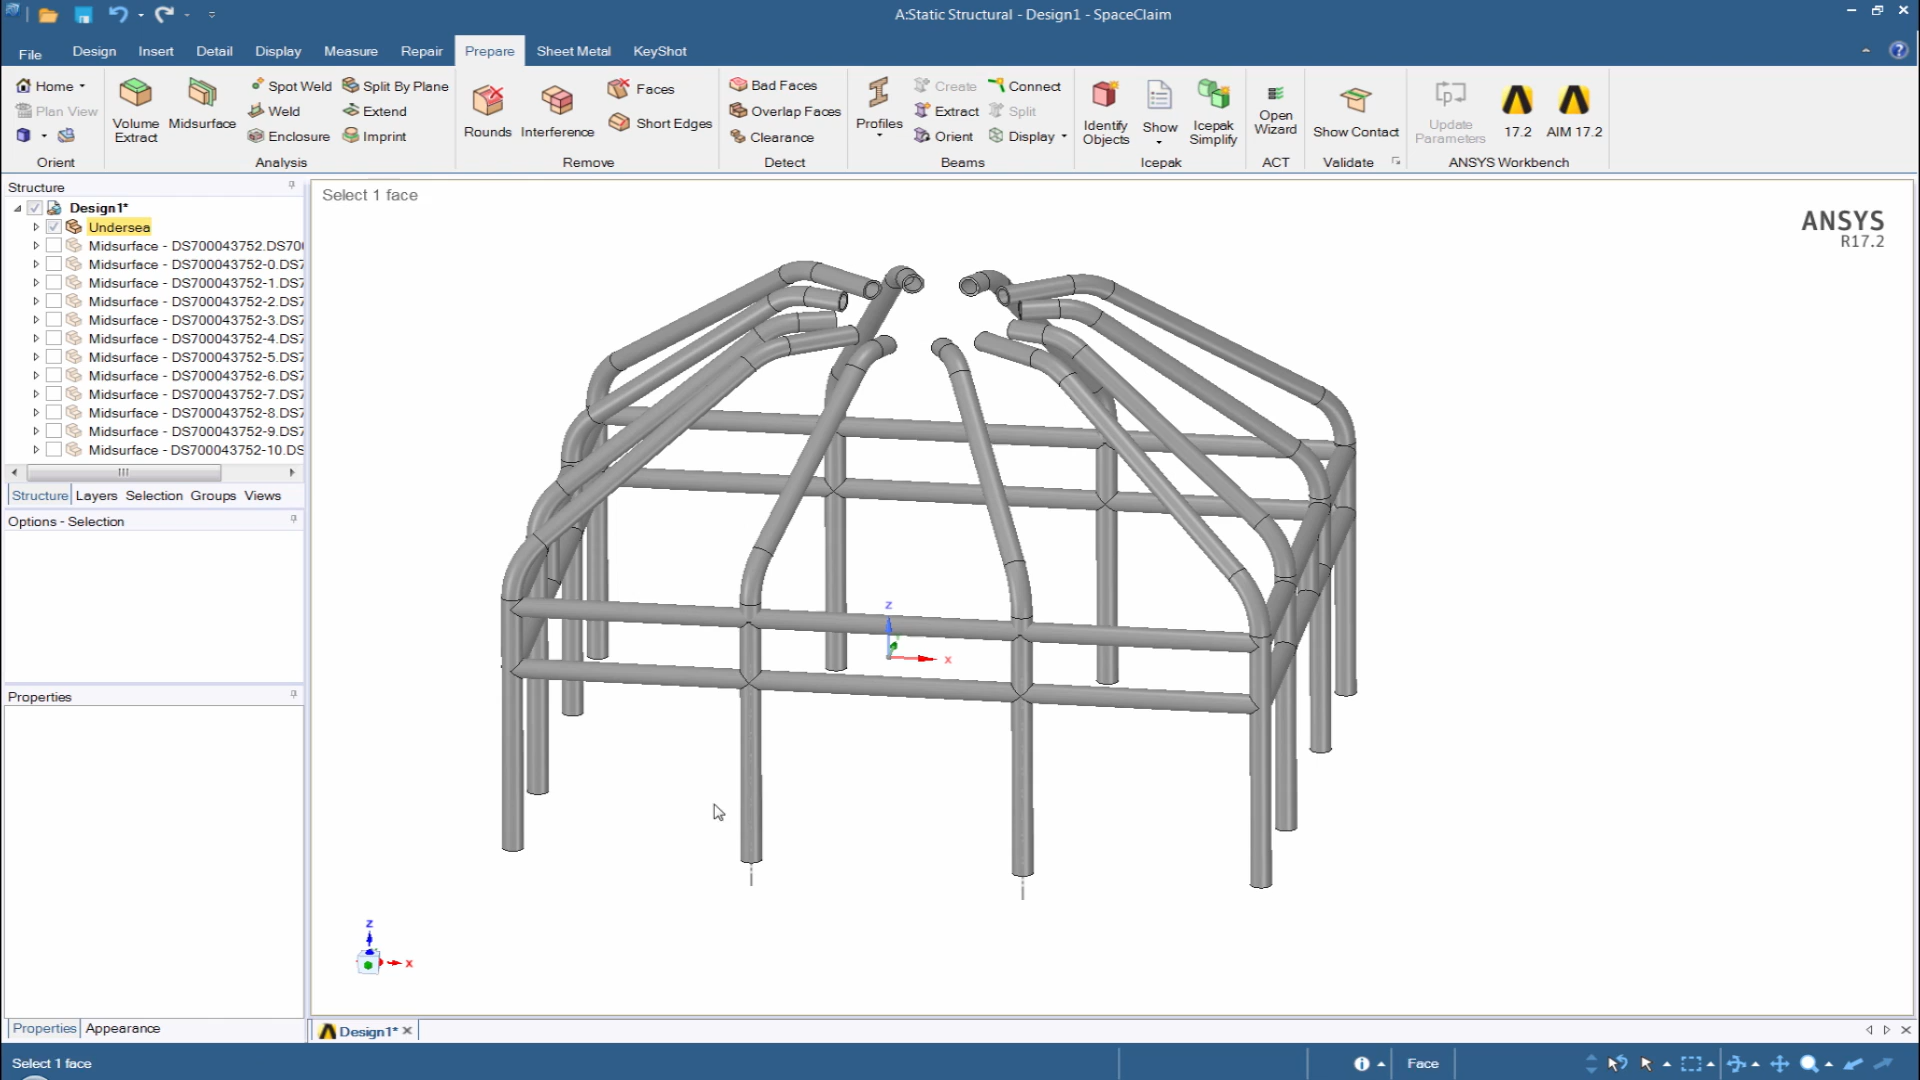 A:Static Structural - Design1 - SpaceClaim
File Design Insert Detail Display Measure Repair Prepare Sheet Metal KeyShot
Home
Plan View
Orient
Volume Extract
Midsurface
Spot Weld
Weld
Enclosure
Split By Plane
Extend
Imprint
Analysis
Rounds
Interference
Faces
Short Edges
Remove
Bad Faces
Overlap Faces
Clearance
Detect
Profiles
Create
Extract
Orient
Connect
Split
Display
Beams
Identify Objects
Show
Icepak Simplify
Icepak
Open Wizard
ACT
Show Contact
Validate
Update Parameters
17.2
AIM 17.2
ANSYS Workbench
Structure
Design1*
Undersea
Midsurface - DS700043752.DS70
Midsurface - DS700043752-0.DS7
Midsurface - DS700043752-1.DS7
Midsurface - DS700043752-2.DS7
Midsurface - DS700043752-3.DS7
Midsurface - DS700043752-4.DS7
Midsurface - DS700043752-5.DS7
Midsurface - DS700043752-6.DS7
Midsurface - DS700043752-7.DS7
Midsurface - DS700043752-8.DS7
Midsurface - DS700043752-9.DS7
Midsurface - DS700043752-10.DS
Structure Layers Selection Groups Views
Options - Selection
Properties
Properties Appearance
Select 1 face
ANSYS
R17.2
Z
X
Z
X
Design1*
Select 1 face
Face